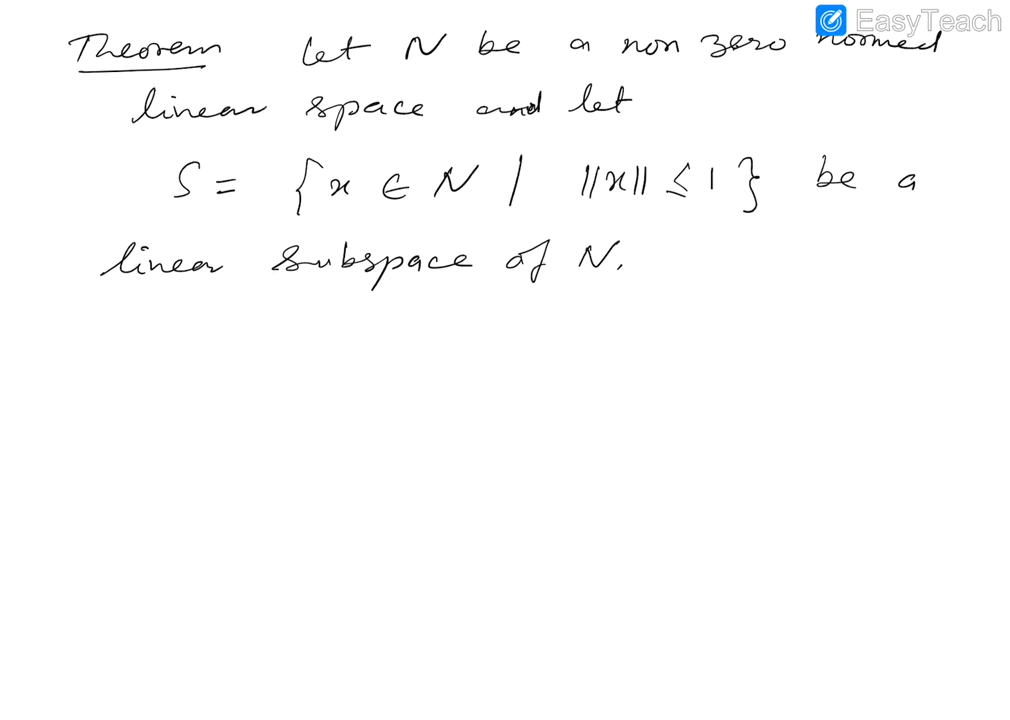 EasyTeach
Theorem Let N be a non zero normed
linear space and let
S = { x ∈ N | ||x|| ≤ 1 } be a
linear subspace of N.